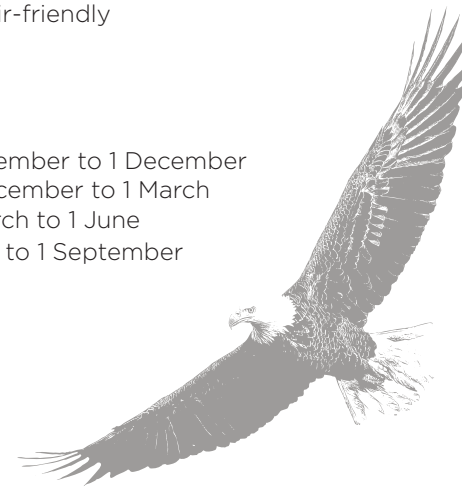 ir-friendly
ember to 1 December
cember to 1 March
rch to 1 June
to 1 September